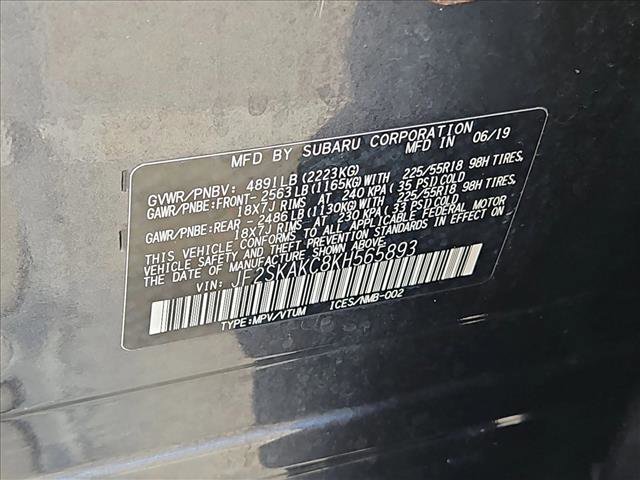 MFD BY SUBARU CORPORATION MFD IN 06/19
GVWR/PNBV: 4891LB(2223KG)
GAWR/PNBE:FRONT-2563LB(1165KG)WITH 225/55R18 98H TIRES,
18X7J RIMS, AT 240 KPA(35 PSI)COLD
GAWR/PNBE:REAR-2486LB(1130KG)WITH 225/55R18 98H TIRES,
18X7J RIMS, AT 230 KPA(33 PSI)COLD
THIS VEHICLE CONFORMS TO ALL APPLICABLE FEDERAL MOTOR
VEHICLE SAFETY STANDARDS IN EFFECT ON THE DATE
OF MANUFACTURE SHOWN ABOVE.
VIN: JF2SKAKC8KH565893
TYPE:MPV/VTUM ICES/NMB-002